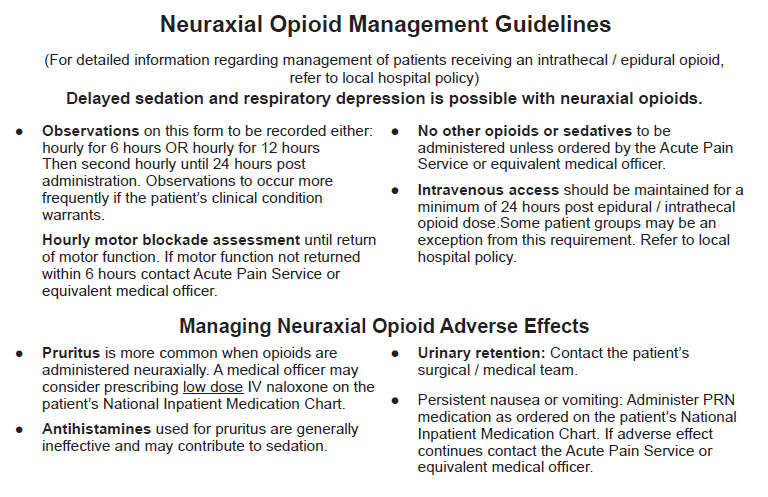 Neuraxial Opioid Management Guidelines
(For detailed information regarding management of patients receiving an intrathecal / epidural opioid,
refer to local hospital policy)
Delayed sedation and respiratory depression is possible with neuraxial opioids.
● Observations on this form to be recorded either:
hourly for 6 hours OR hourly for 12 hours
Then second hourly until 24 hours post
administration. Observations to occur more
frequently if the patient's clinical condition
warrants.
Hourly motor blockade assessment until return
of motor function. If motor function not returned
within 6 hours contact Acute Pain Service or
equivalent medical officer.
● No other opioids or sedatives to be
administered unless ordered by the Acute Pain
Service or equivalent medical officer.
● Intravenous access should be maintained for a
minimum of 24 hours post epidural / intrathecal
opioid dose.Some patient groups may be an
exception from this requirement. Refer to local
hospital policy.
Managing Neuraxial Opioid Adverse Effects
● Pruritus is more common when opioids are
administered neuraxially. A medical officer may
consider prescribing low dose IV naloxone on the
patient's National Inpatient Medication Chart.
● Antihistamines used for pruritus are generally
ineffective and may contribute to sedation.
● Urinary retention: Contact the patient's
surgical / medical team.
● Persistent nausea or vomiting: Administer PRN
medication as ordered on the patient's National
Inpatient Medication Chart. If adverse effect
continues contact the Acute Pain Service or
equivalent medical officer.